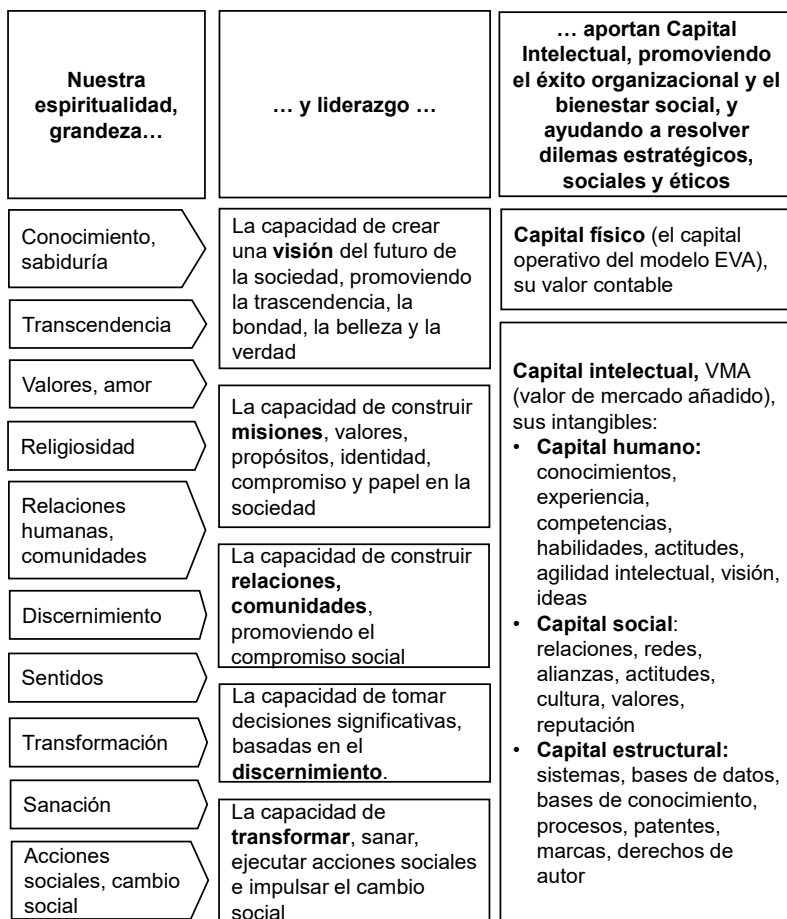 Nuestra
espiritualidad,
grandeza…
… y liderazgo …
… aportan Capital
Intelectual, promoviendo
el éxito organizacional y el
bienestar social, y
ayudando a resolver
dilemas estratégicos,
sociales y éticos
Conocimiento,
sabiduría
Transcendencia
Valores, amor
Religiosidad
Relaciones
humanas,
comunidades
Discernimiento
Sentidos
Transformación
Sanación
Acciones
sociales, cambio
social
La capacidad de crear
una visión del futuro de
la sociedad, promoviendo
la trascendencia, la
bondad, la belleza y la
verdad
La capacidad de construir
misiones, valores,
propósitos, identidad,
compromiso y papel en la
sociedad
La capacidad de construir
relaciones,
comunidades,
promoviendo el
compromiso social
La capacidad de tomar
decisiones significativas,
basadas en el
discernimiento.
La capacidad de
transformar, sanar,
ejecutar acciones sociales
e impulsar el cambio
social
Capital físico (el capital
operativo del modelo EVA),
su valor contable
Capital intelectual, VMA
(valor de mercado añadido),
sus intangibles:
• Capital humano:
conocimientos,
experiencia,
competencias,
habilidades, actitudes,
agilidad intelectual, visión,
ideas
• Capital social:
relaciones, redes,
alianzas, actitudes,
cultura, valores,
reputación
• Capital estructural:
sistemas, bases de datos,
bases de conocimiento,
procesos, patentes,
marcas, derechos de
autor